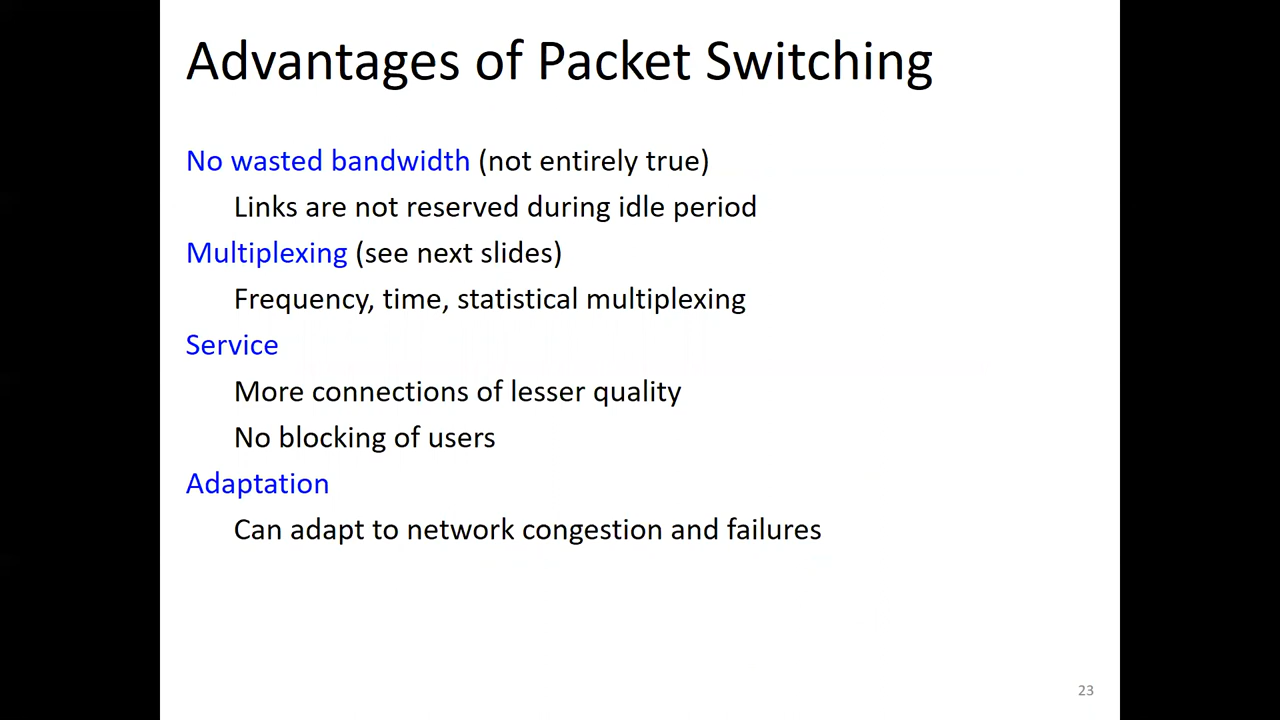 Advantages of Packet Switching
No wasted bandwidth (not entirely true)
Links are not reserved during idle period
Multiplexing (see next slides)
Frequency, time, statistical multiplexing
Service
More connections of lesser quality
No blocking of users
Adaptation
Can adapt to network congestion and failures
23